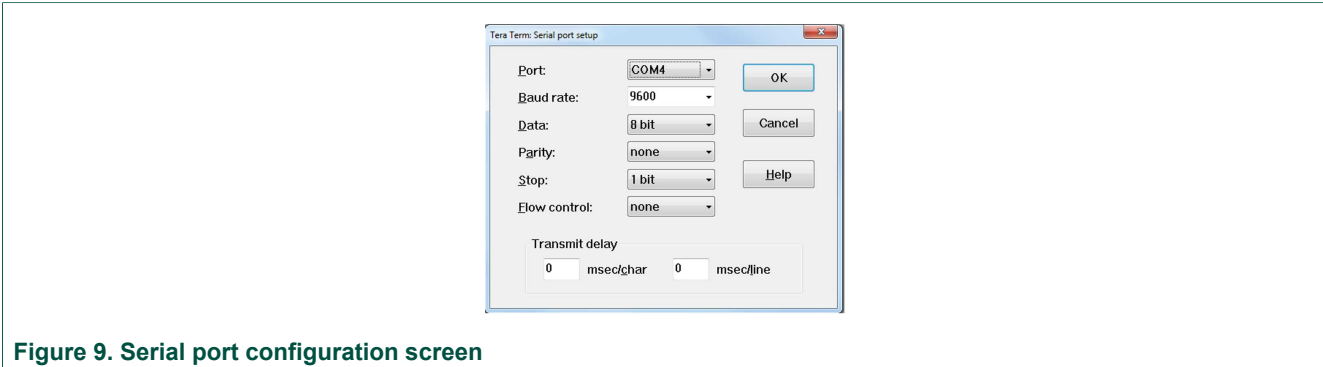 Tera Term: Serial port setup
Port: COM4
OK
Baud rate: 9600
Data: 8 bit
Cancel
Parity: none
Stop: 1 bit
Help
Flow control: none
Transmit delay
0 msec/char 0 msec/line
Figure 9. Serial port configuration screen